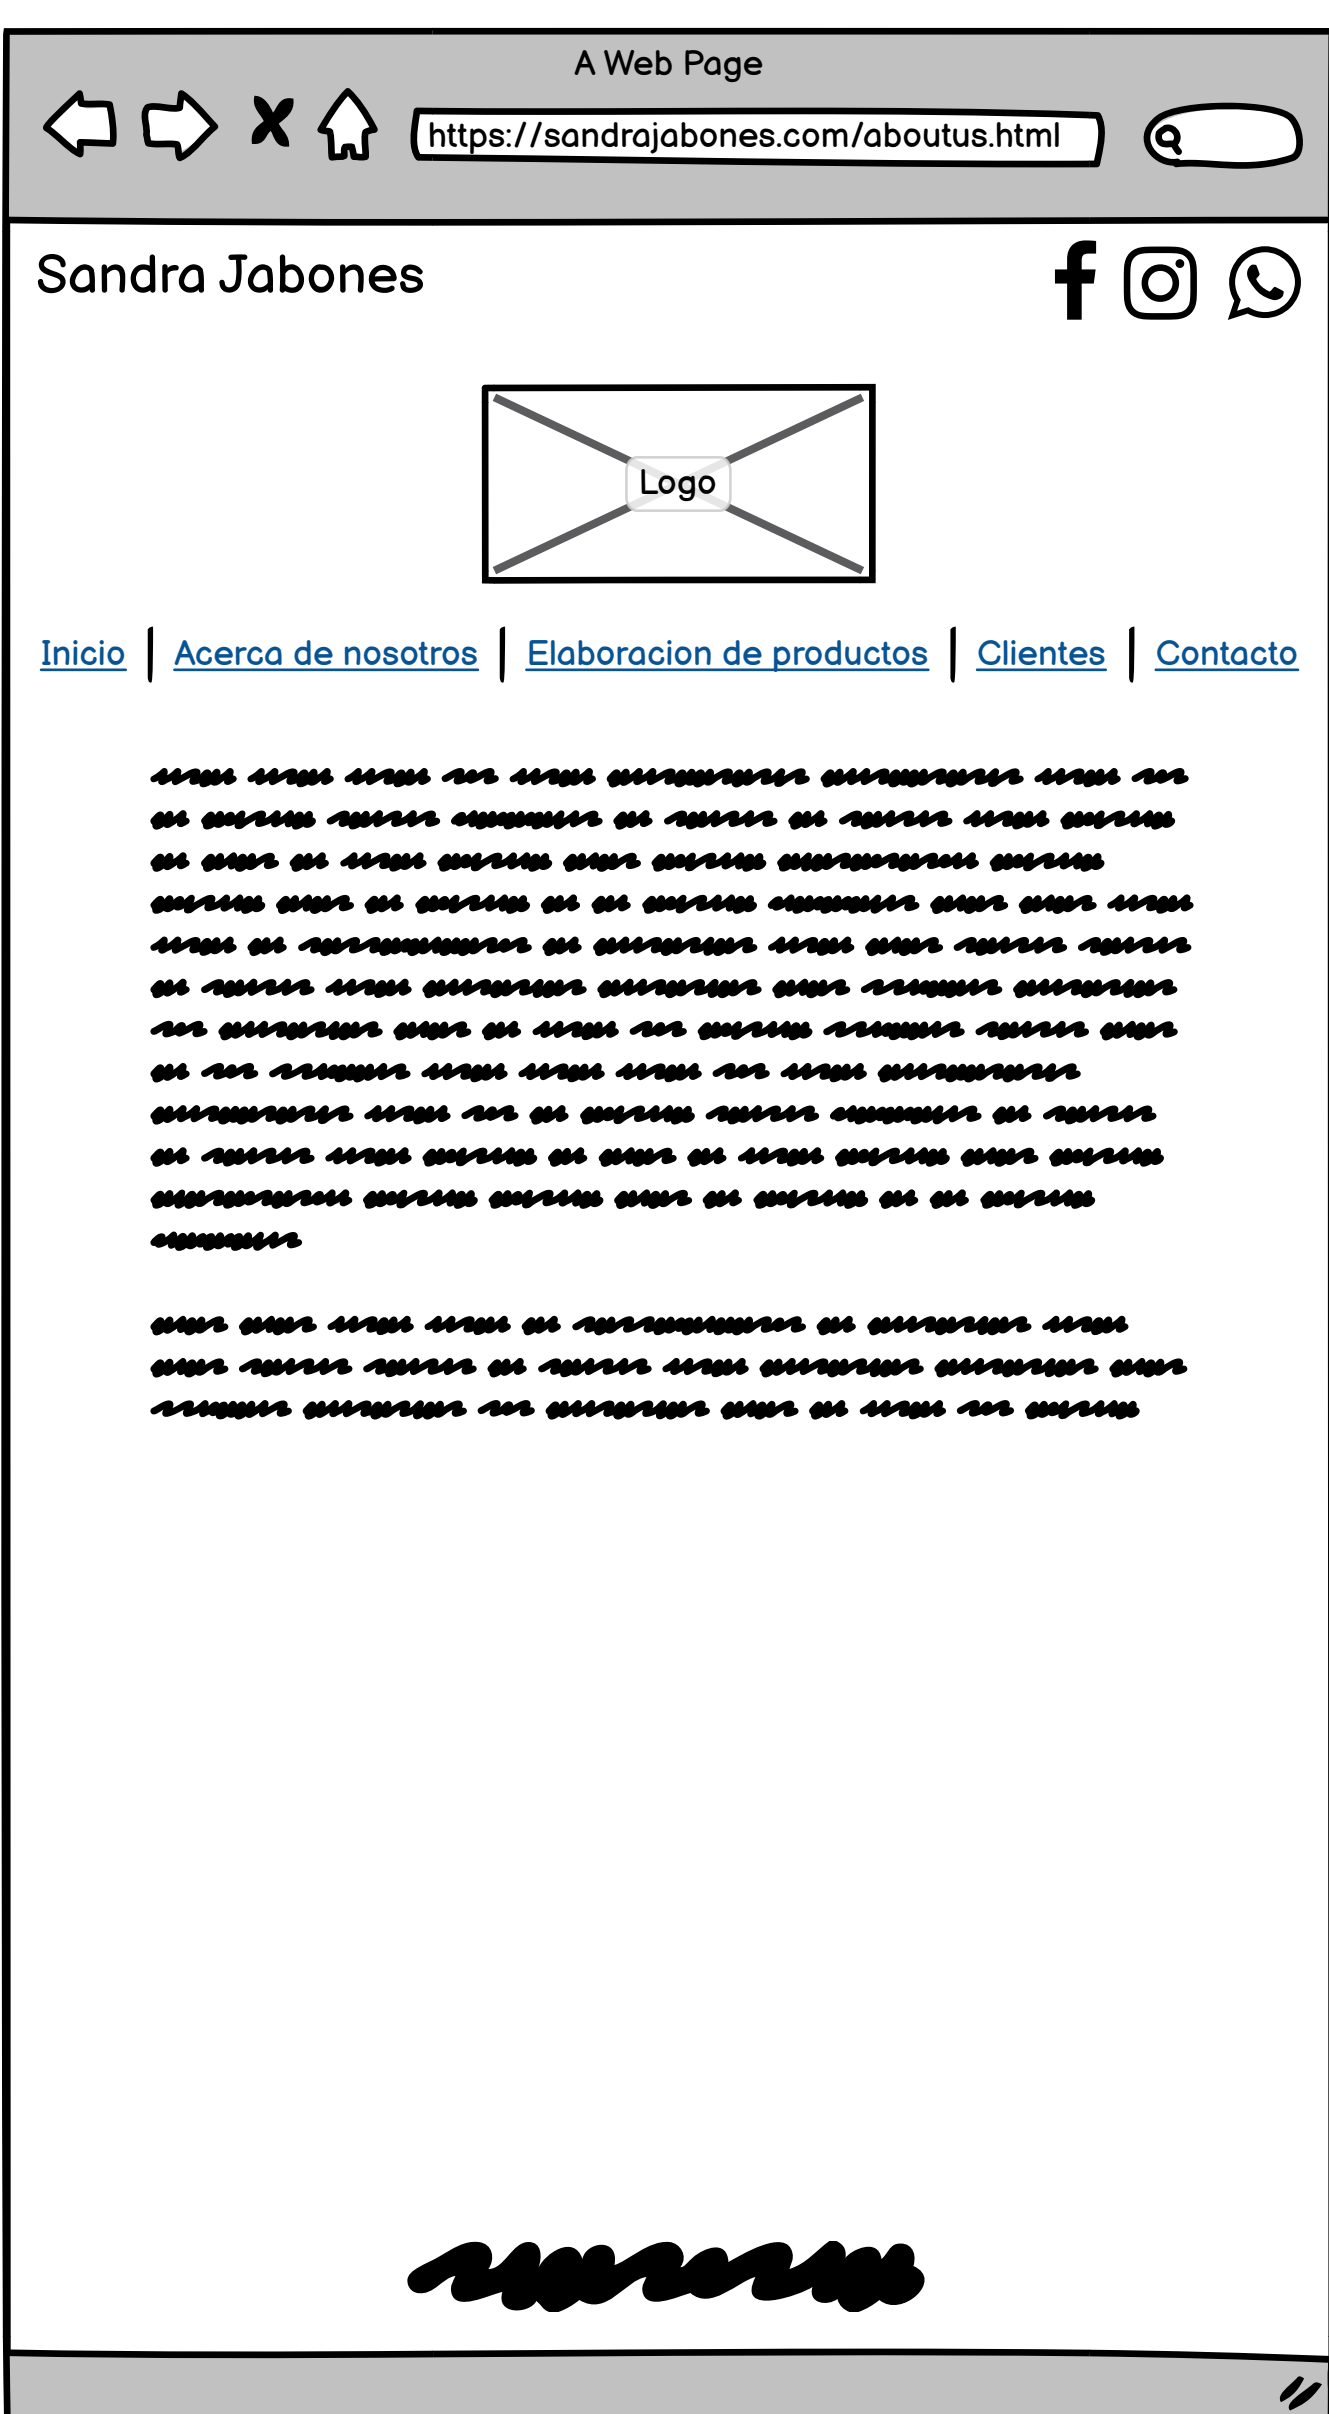 A Web Page
https://sandrajabones.com/aboutus.html
Sandra Jabones
Logo
Inicio | Acerca de nosotros | Elaboracion de productos | Clientes | Contacto